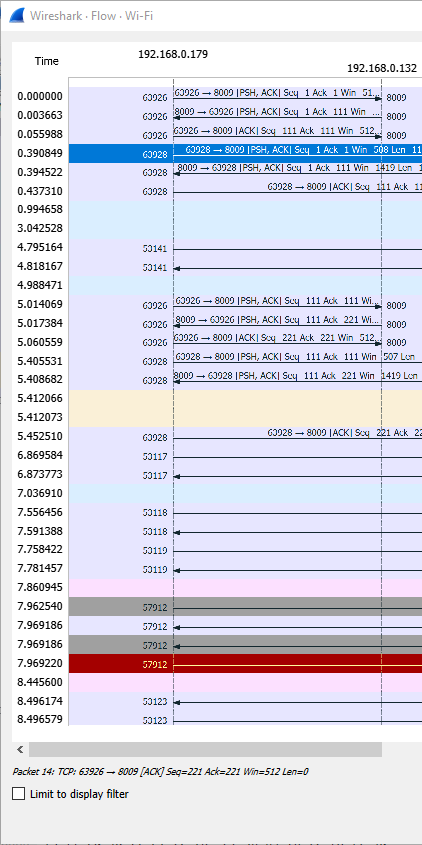 Wireshark · Flow · Wi-Fi
Time
192.168.0.179
192.168.0.132
0.000000 63926 63926 → 8009 [PSH, ACK] Seq 1 Ack 1 Win 51... 8009
0.003663 63926 8009 → 63926 [PSH, ACK] Seq 1 Ack 111 Win ... 8009
0.055988 63926 63926 → 8009 [ACK] Seq 111 Ack 111 Win 512... 8009
0.390849 63928 63928 → 8009 [PSH, ACK] Seq 1 Ack 1 Win 508 Len 11
0.394522 63928 8009 → 63928 [PSH, ACK] Seq 1 Ack 111 Win 1419 Len 1
0.437310 63928 63928 → 8009 [ACK] Seq 111 Ack 11
0.994658
3.042528
4.795164 53141
4.818167 53141
4.988471
5.014069 63926 63926 → 8009 [PSH, ACK] Seq 111 Ack 111 Wi... 8009
5.017384 63926 8009 → 63926 [PSH, ACK] Seq 111 Ack 221 Wi... 8009
5.060559 63926 63926 → 8009 [ACK] Seq 221 Ack 221 Win 512... 8009
5.405531 63928 63928 → 8009 [PSH, ACK] Seq 111 Ack 111 Win 507 Len
5.408682 63928 8009 → 63928 [PSH, ACK] Seq 111 Ack 221 Win 1419 Len
5.412066
5.412073
5.452510 63928 63928 → 8009 [ACK] Seq 221 Ack 22
6.869584 53117
6.873773 53117
7.036910
7.556456 53118
7.591388 53118
7.758422 53119
7.781457 53119
7.860945
7.962540 57912
7.969186 57912
7.969186 57912
7.969220 57912
8.445600
8.496174 53123
8.496579 53123
Packet 14: TCP: 63926 → 8009 [ACK] Seq=221 Ack=221 Win=512 Len=0
Limit to display filter